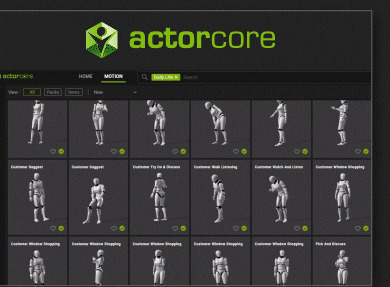 actorcore
actorcore HOME MOTION Daily Life × Search
View : All Packs Items New
Customer Suggest Customer Suggest Customer Try On & Discuss Customer Walk Listening Customer Watch And Listen Customer Window Shopping
Customer Window Shopping Customer Window Shopping Customer Window Shopping Customer Window Shopping Customer Window Shopping Pick And Discuss